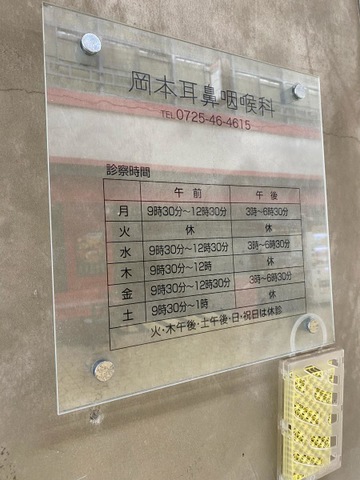 岡本耳鼻咽喉科
TEL 0725-46-4615
診察時間
午前 午後
月 9時30分〜12時30分 3時〜6時30分
火 休 休
水 9時30分〜12時30分 3時〜6時30分
木 9時30分〜12時 休
金 9時30分〜12時30分 3時〜6時30分
土 9時30分〜1時 休
火・木午後・土午後・日・祝日は休診